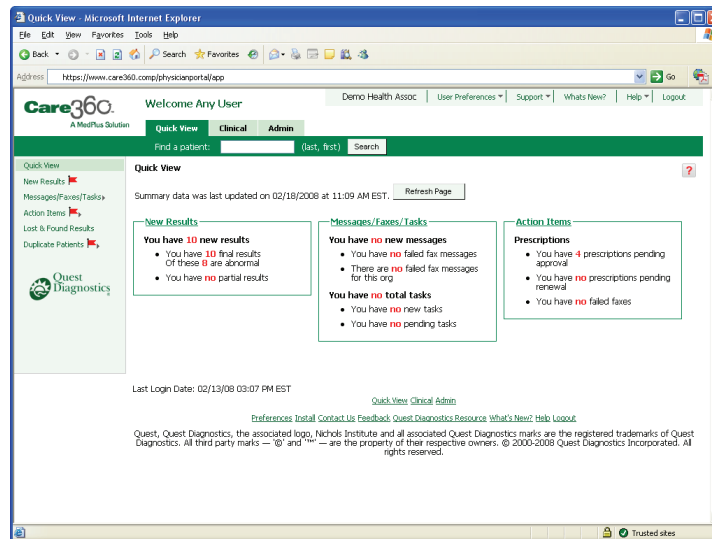 Quick View - Microsoft Internet Explorer
File Edit View Favorites Tools Help
Back Search Favorites
Address https://www.care360.comp/physicianportal/app Go
Care360 Welcome Any User Demo Health Assoc User Preferences Support Whats New? Help Logout
A MedPlus Solution
Quick View Clinical Admin
Find a patient: (last, first) Search
Quick View
New Results
Messages/Faxes/Tasks
Action Items
Lost & Found Results
Duplicate Patients
Quest
Diagnostics
Quick View ?
Summary data was last updated on 02/18/2008 at 11:09 AM EST. Refresh Page
New Results
You have 10 new results
• You have 10 final results
Of these 8 are abnormal
• You have no partial results
Messages/Faxes/Tasks
You have no new messages
• You have no failed fax messages
• There are no failed fax messages
for this org
You have no total tasks
• You have no new tasks
• You have no pending tasks
Action Items
Prescriptions
• You have 4 prescriptions pending
approval
• You have no prescriptions pending
renewal
• You have no failed faxes
Last Login Date: 02/13/08 03:07 PM EST
Quick View Clinical Admin
Preferences Install Contact Us Feedback Quest Diagnostics Resource What's New? Help Logout
Quest, Quest Diagnostics, the associated logo, Nichols Institute and all associated Quest Diagnostics marks are the registered trademarks of Quest
Diagnostics. All third party marks — '®' and '™' — are the property of their respective owners. © 2000-2008 Quest Diagnostics Incorporated. All
rights reserved.
Trusted sites